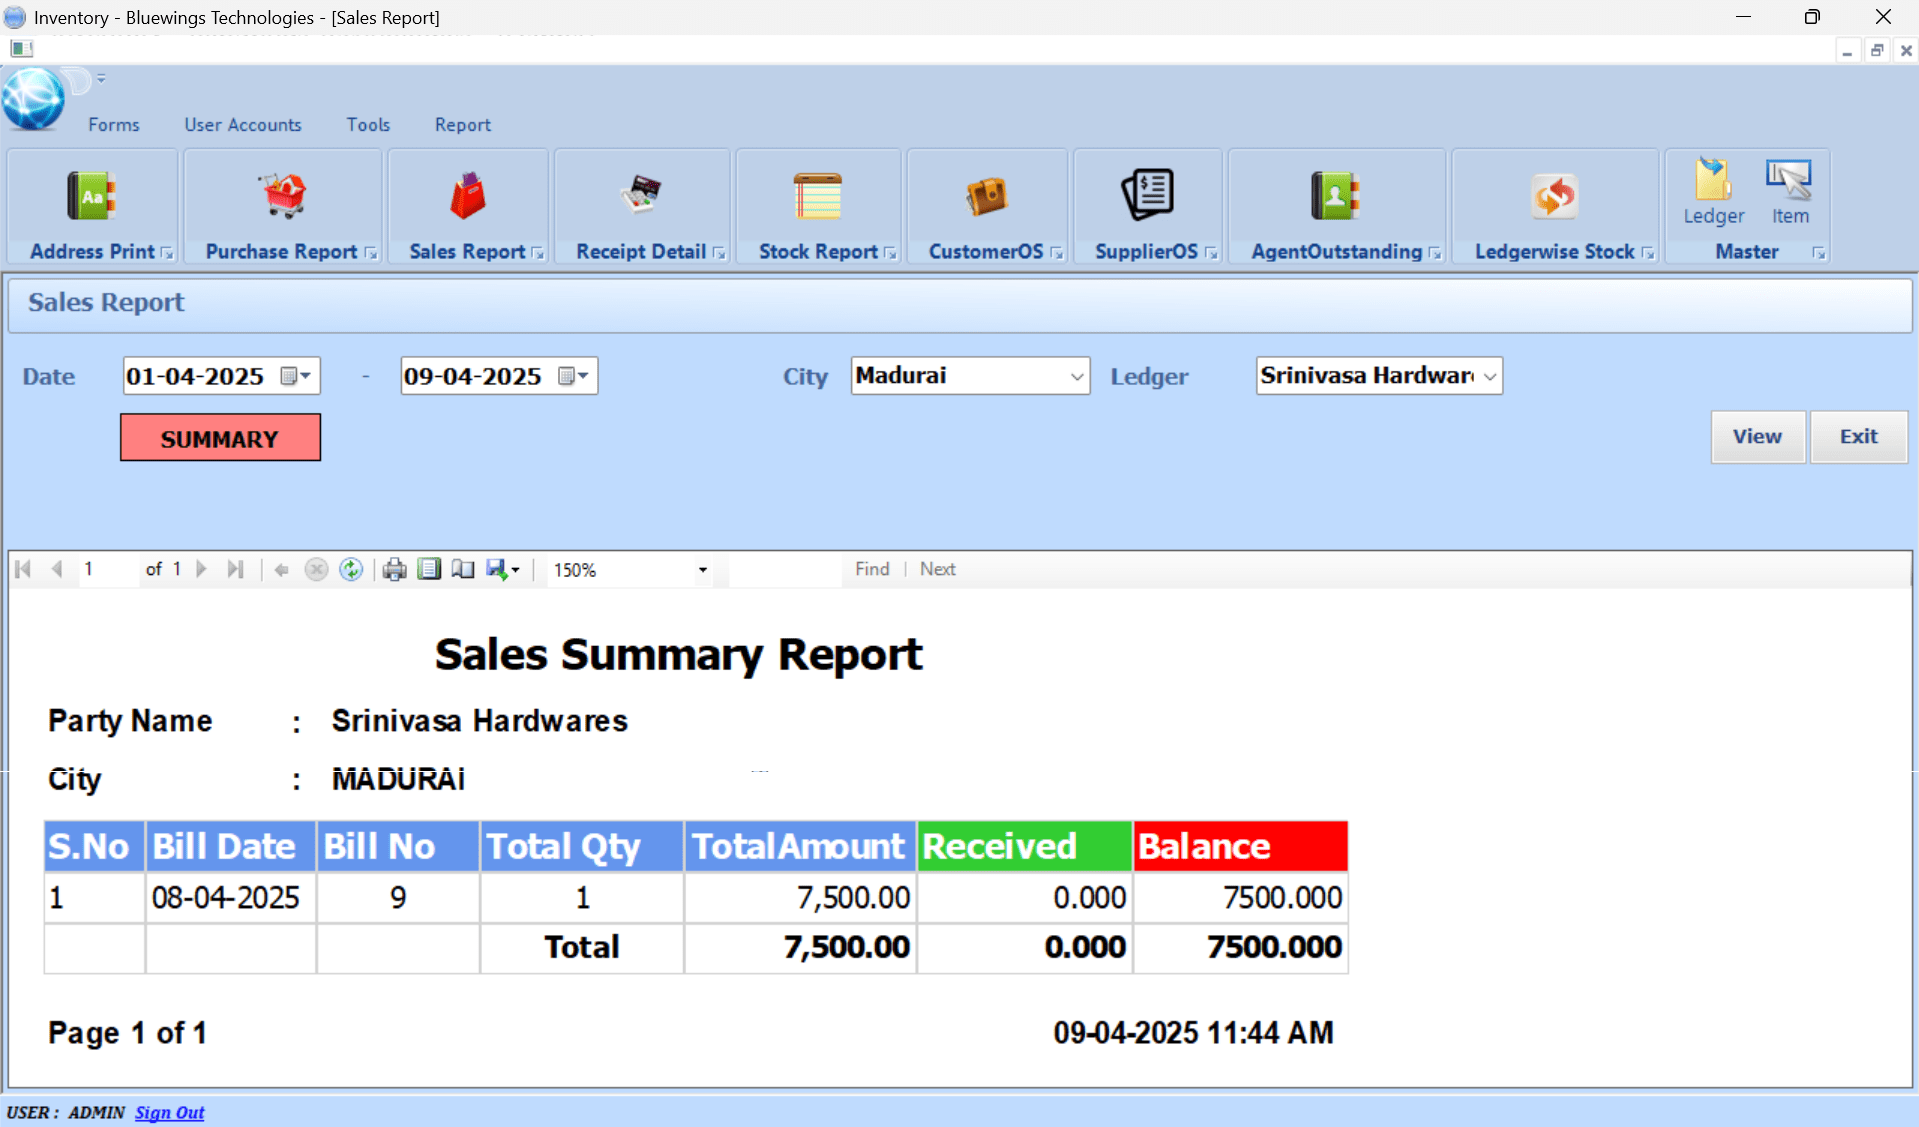 Inventory - Bluewings Technologies - [Sales Report]
Forms User Accounts Tools Report
Aa
Ledger Item
Address Print Purchase Report Sales Report Receipt Detail Stock Report CustomerOS SupplierOS AgentOutstanding Ledgerwise Stock Master
Sales Report
Date 01-04-2025 - 09-04-2025 City Madurai Ledger Srinivasa Hardwar
SUMMARY View Exit
1 of 1 150% Find | Next
Sales Summary Report
Party Name : Srinivasa Hardwares
City : MADURAI
S.No Bill Date Bill No Total Qty TotalAmount Received Balance
1 08-04-2025 9 1 7,500.00 0.000 7500.000
Total 7,500.00 0.000 7500.000
Page 1 of 1 09-04-2025 11:44 AM
USER : ADMIN Sign Out